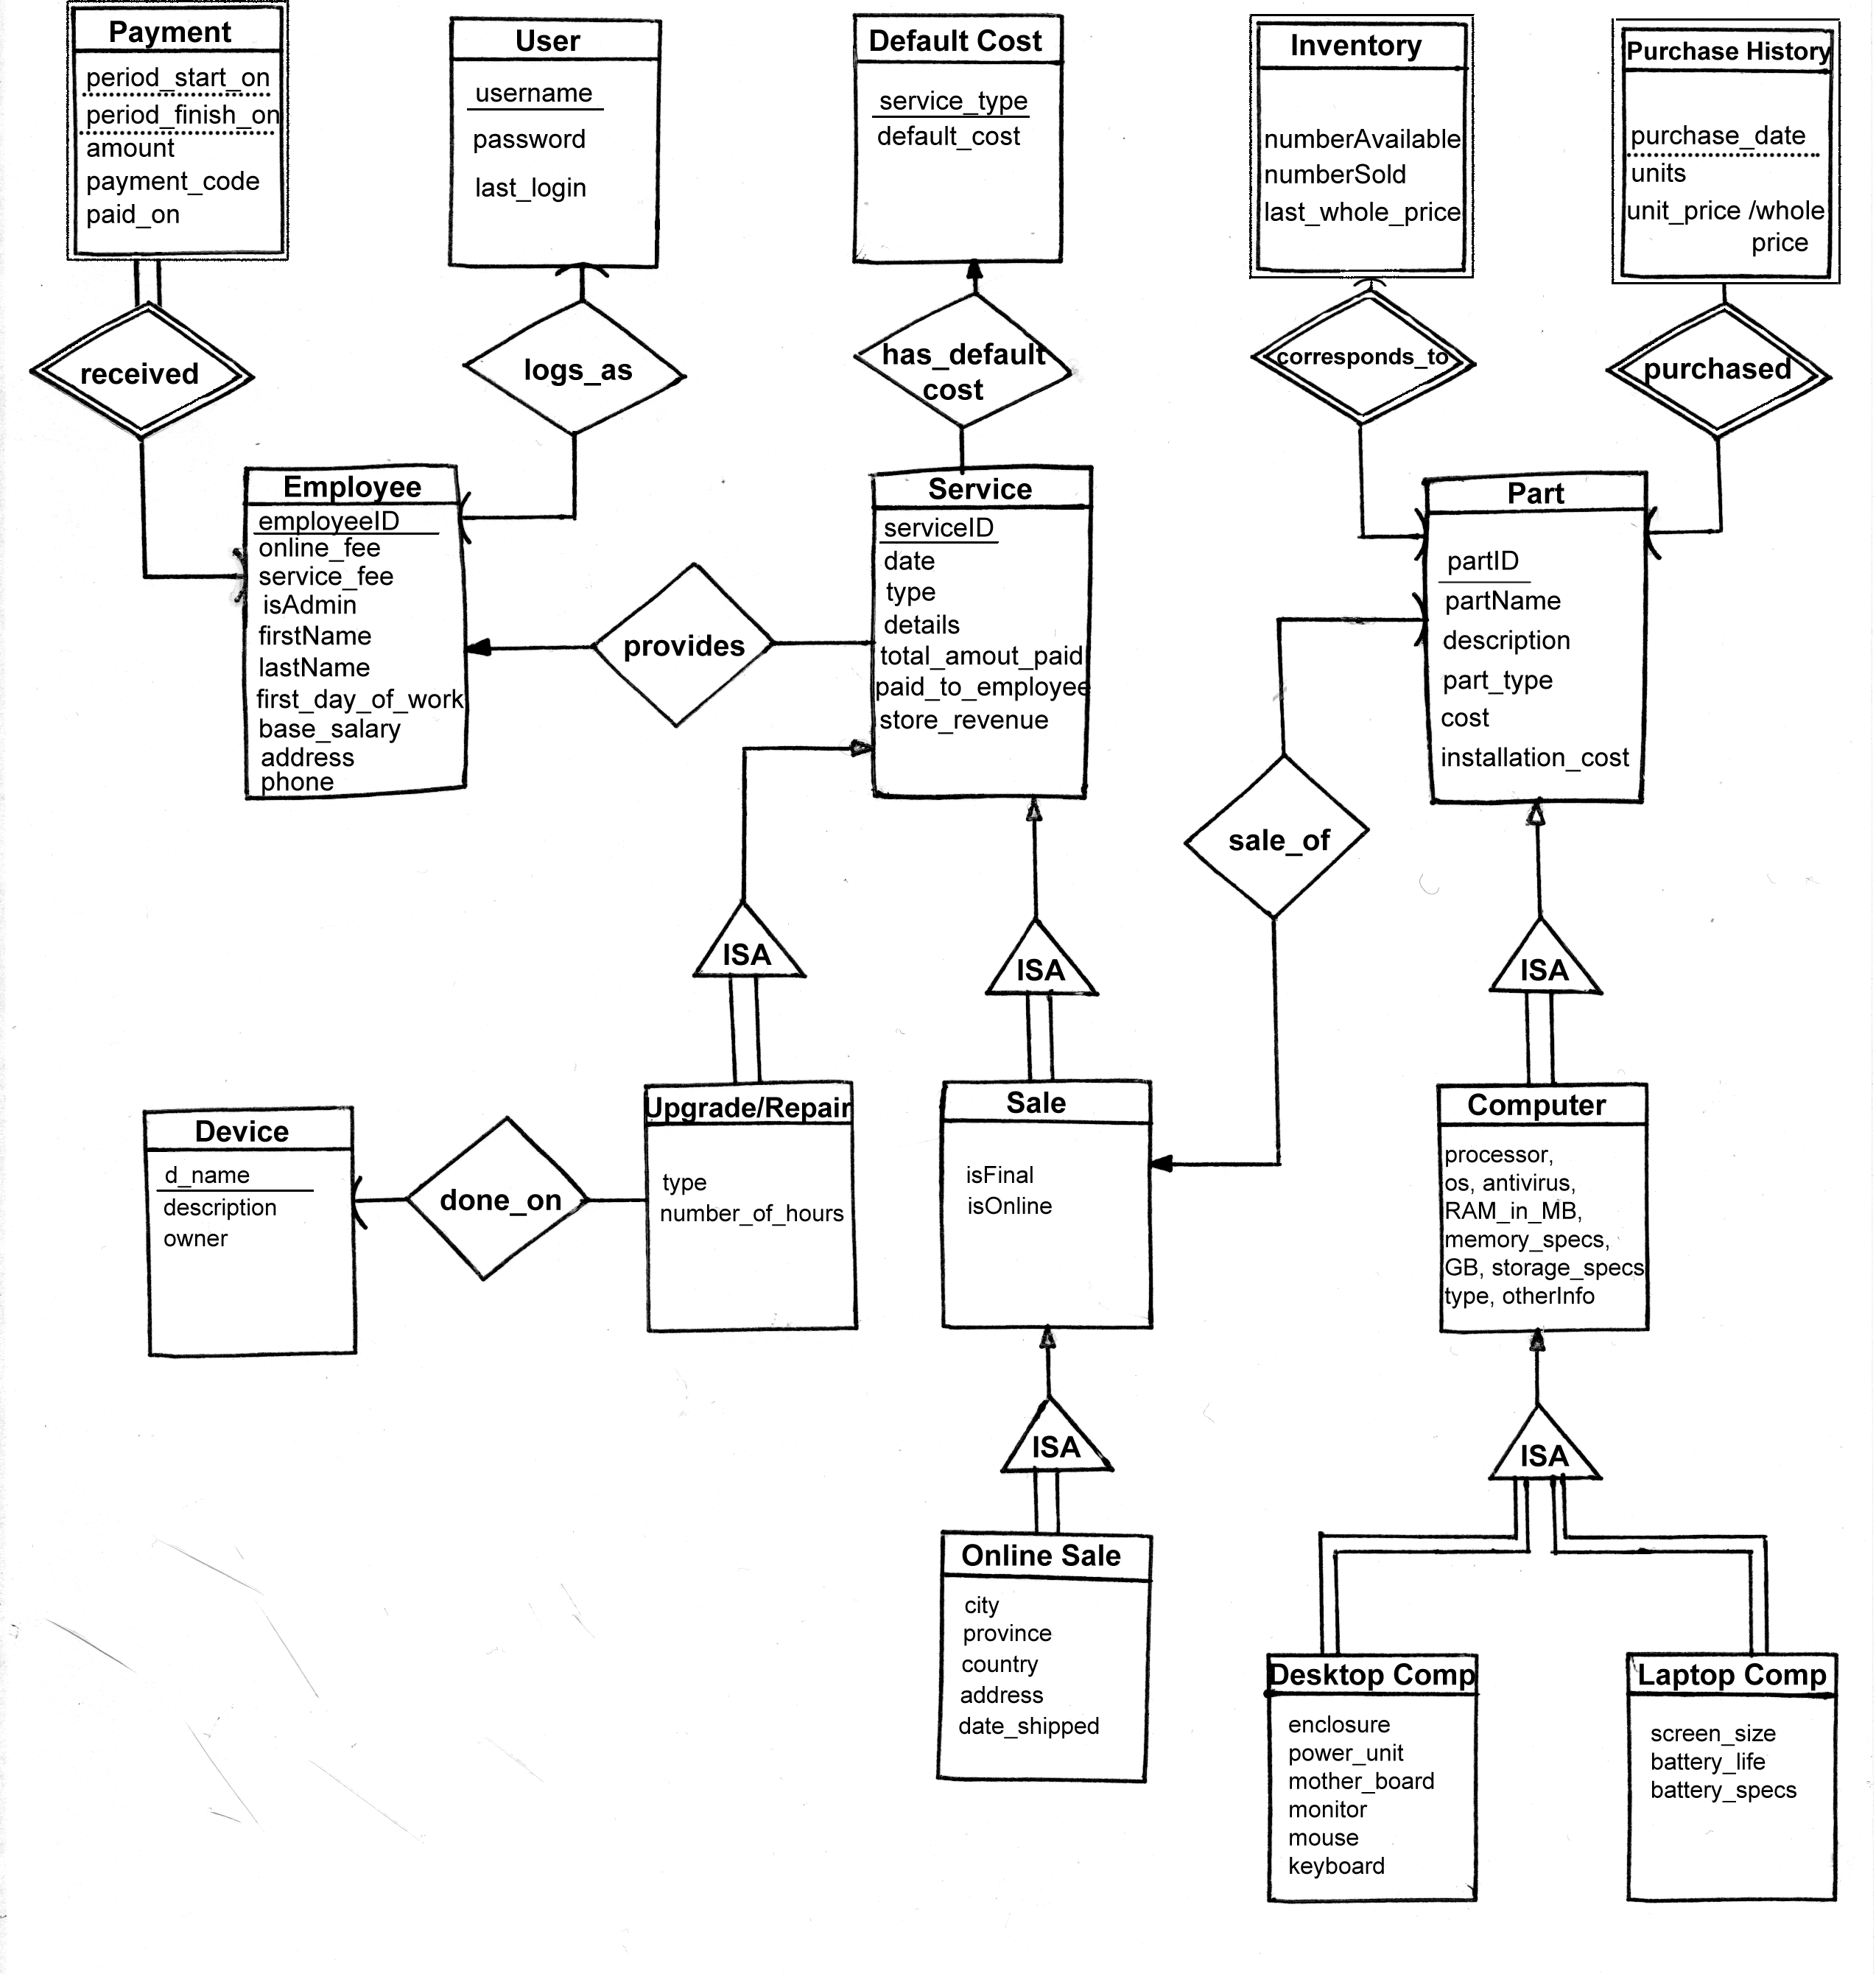 Payment
period_start_on
period_finish_on
amount
payment_code
paid_on
User
username
password
last_login
Default Cost
service_type
default_cost
Inventory
numberAvailable
numberSold
last_whole_price
Purchase History
purchase_date
units
unit_price /whole
price
received
logs_as
has_default
cost
corresponds_to
purchased
Employee
employeeID
online_fee
service_fee
isAdmin
firstName
lastName
first_day_of_work
base_salary
address
phone
provides
Service
serviceID
date
type
details
total_amout_paid
paid_to_employee
store_revenue
Part
partID
partName
description
part_type
cost
installation_cost
sale_of
ISA
ISA
ISA
Device
d_name
description
owner
done_on
Upgrade/Repair
type
number_of_hours
Sale
isFinal
isOnline
Computer
processor,
os, antivirus,
RAM_in_MB,
memory_specs,
GB, storage_specs
type, otherInfo
ISA
ISA
Online Sale
city
province
country
address
date_shipped
Desktop Comp
enclosure
power_unit
mother_board
monitor
mouse
keyboard
Laptop Comp
screen_size
battery_life
battery_specs